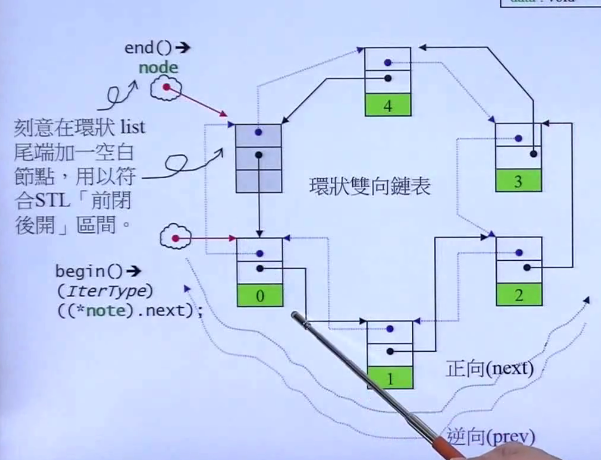 data : void
end()➔
node
刻意在環狀 list
尾端加一空白
節點，用以符
合STL「前閉
後開」區間。
環狀雙向鏈表
4
3
begin()➔
(IterType)
((*note).next);
0
2
1
正向(next)
逆向(prev)